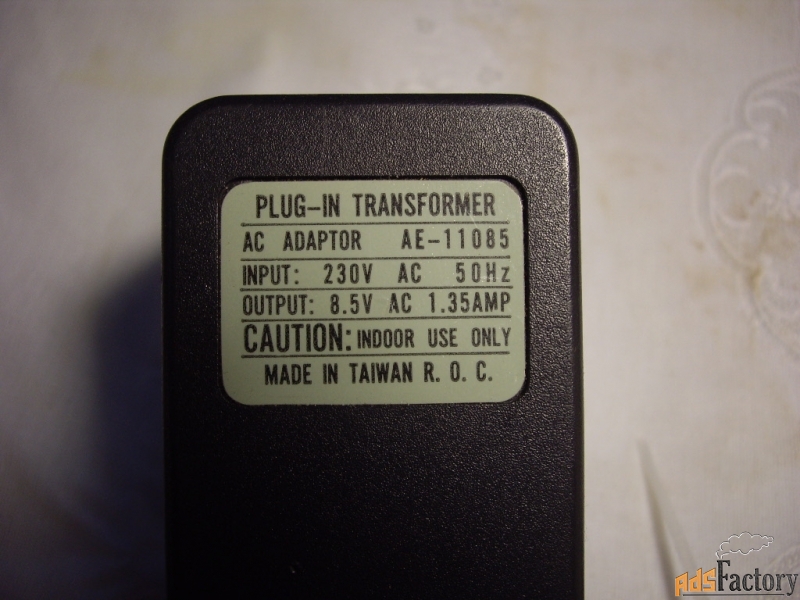 PLUG-IN TRANSFORMER
AC ADAPTOR AE-11085
INPUT: 230V AC 50Hz
OUTPUT: 8.5V AC 1.35AMP
CAUTION: INDOOR USE ONLY
MADE IN TAIWAN R. O. C.
AdsFactory